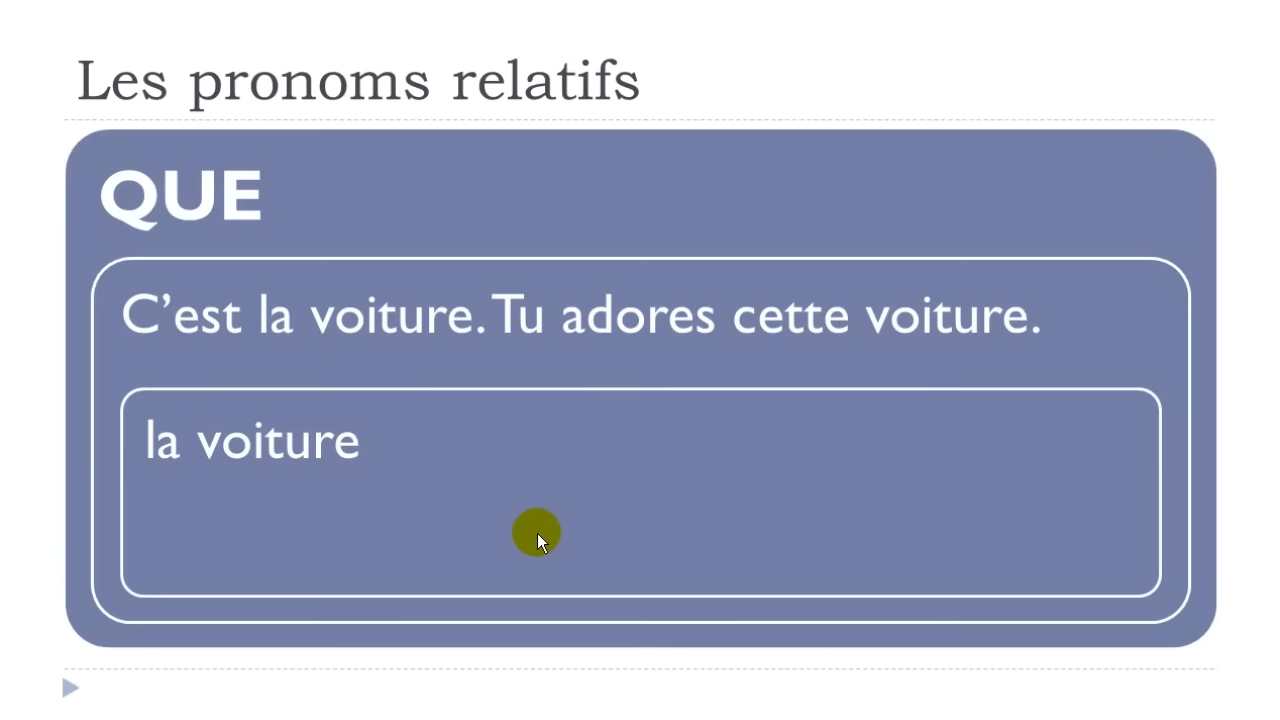 Les pronoms relatifs
QUE
C’est la voiture. Tu adores cette voiture.
la voiture